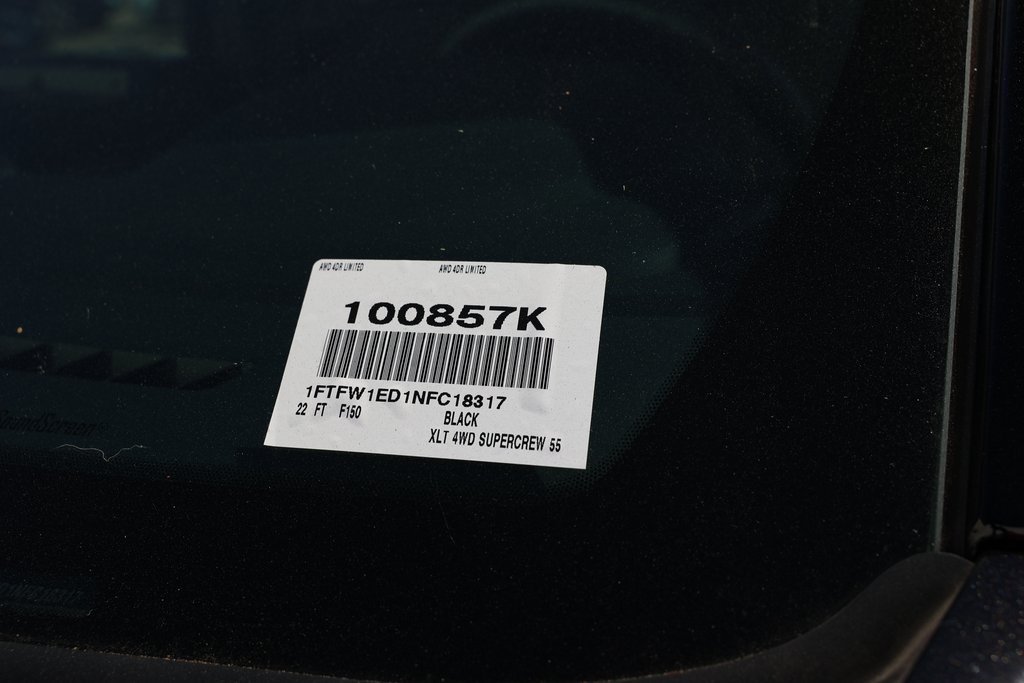 AWD 4DR LIMITED AWD 4DR LIMITED
100857K
1FTFW1ED1NFC18317
22 FT F150 BLACK
XLT 4WD SUPERCREW 55